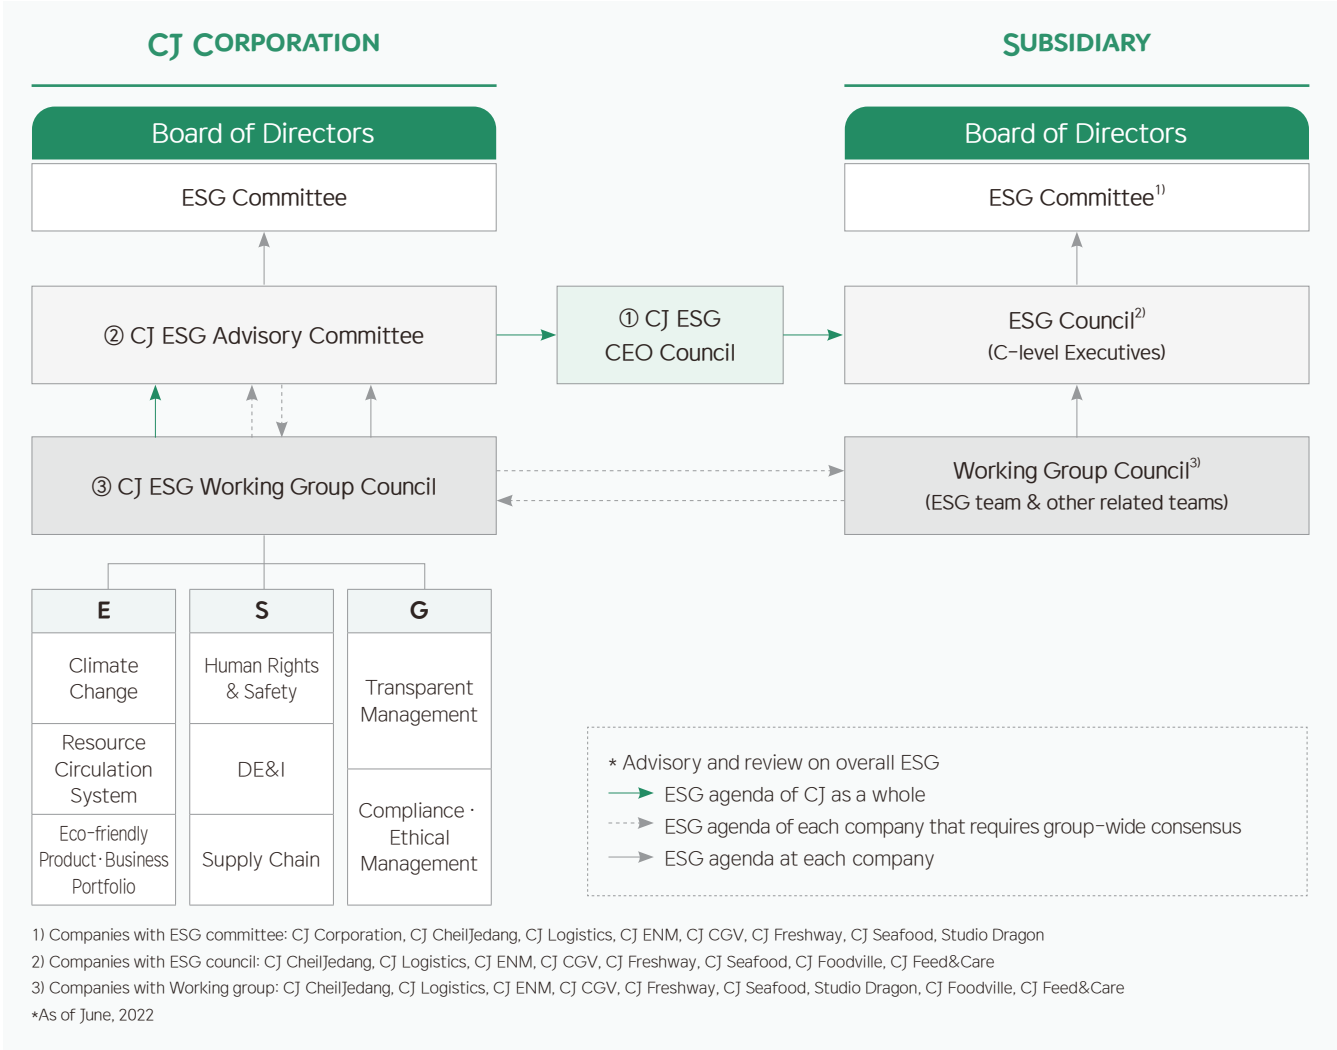 CJ CORPORATION
Board of Directors
ESG Committee
② CJ ESG Advisory Committee
③ CJ ESG Working Group Council
① CJ ESG
CEO Council
SUBSIDIARY
Board of Directors
ESG Committee1)
ESG Council2)
(C-level Executives)
Working Group Council3)
(ESG team & other related teams)
E
Climate
Change
Resource
Circulation
System
Eco-friendly
Product · Business
Portfolio
S
Human Rights
& Safety
DE&I
Supply Chain
G
Transparent
Management
Compliance ·
Ethical
Management
* Advisory and review on overall ESG
ESG agenda of CJ as a whole
ESG agenda of each company that requires group-wide consensus
ESG agenda at each company
1) Companies with ESG committee: CJ Corporation, CJ CheilJedang, CJ Logistics, CJ ENM, CJ CGV, CJ Freshway, CJ Seafood, Studio Dragon
2) Companies with ESG council: CJ CheilJedang, CJ Logistics, CJ ENM, CJ CGV, CJ Freshway, CJ Seafood, CJ Foodville, CJ Feed&Care
3) Companies with Working group: CJ CheilJedang, CJ Logistics, CJ ENM, CJ CGV, CJ Freshway, CJ Seafood, Studio Dragon, CJ Foodville, CJ Feed&Care
*As of June, 2022